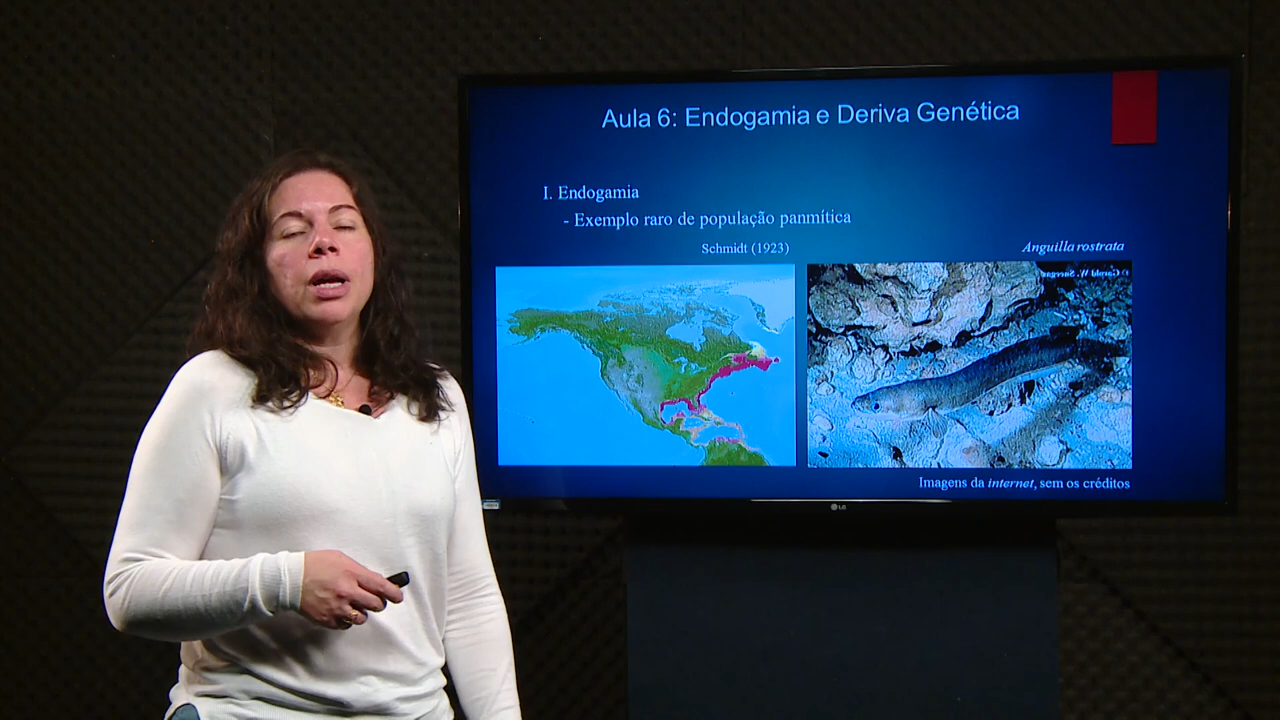 Aula 6: Endogamia e Deriva Genética
I. Endogamia
- Exemplo raro de população panmítica
Schmidt (1923)
Anguilla rostrata
Imagens da internet, sem os créditos
LG